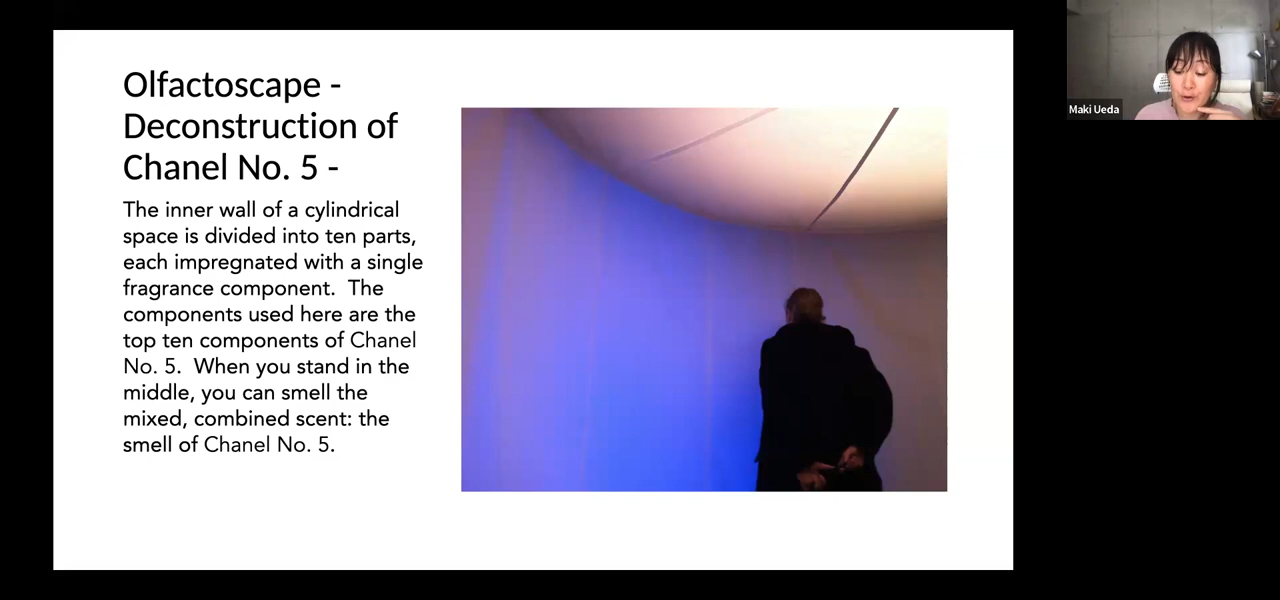 Olfactoscape -
Deconstruction of
Chanel No. 5 -
The inner wall of a cylindrical
space is divided into ten parts,
each impregnated with a single
fragrance component.  The
components used here are the
top ten components of Chanel
No. 5.  When you stand in the
middle, you can smell the
mixed, combined scent: the
smell of Chanel No. 5.
Maki Ueda